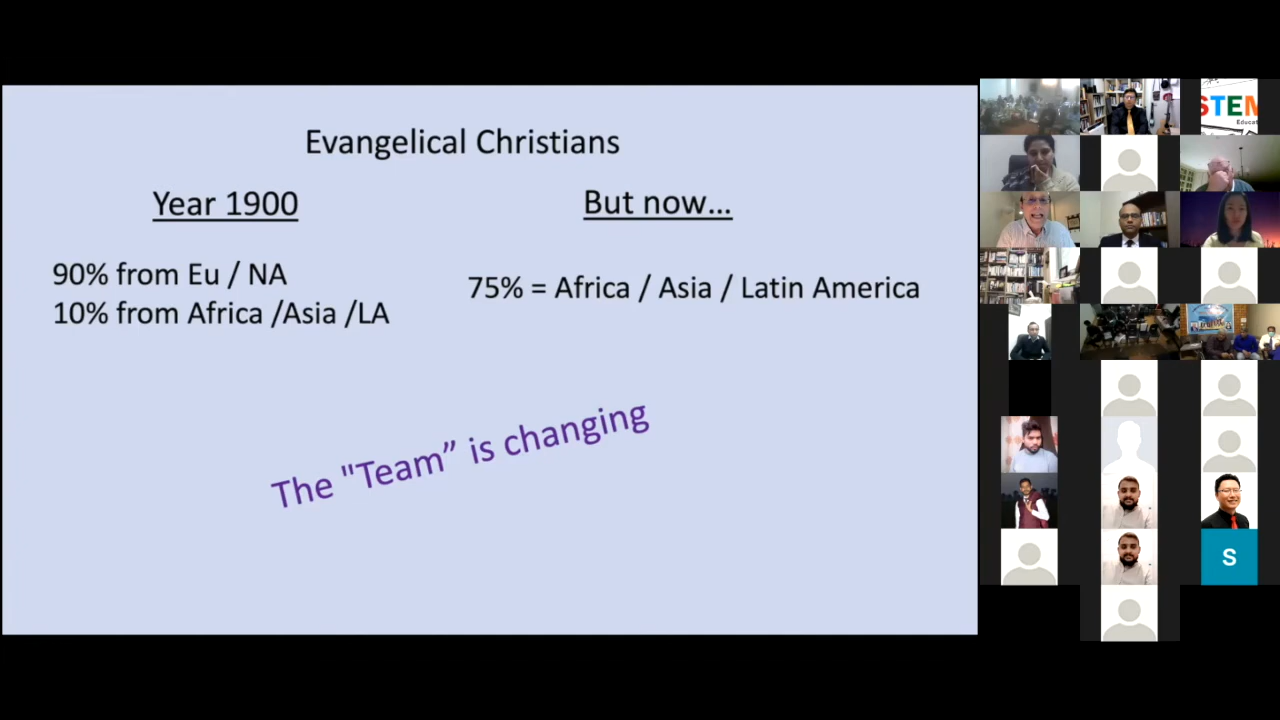 Evangelical Christians
Year 1900
But now...
90% from Eu / NA
10% from Africa /Asia /LA
75% = Africa / Asia / Latin America
The "Team” is changing
STEM
Educat
S